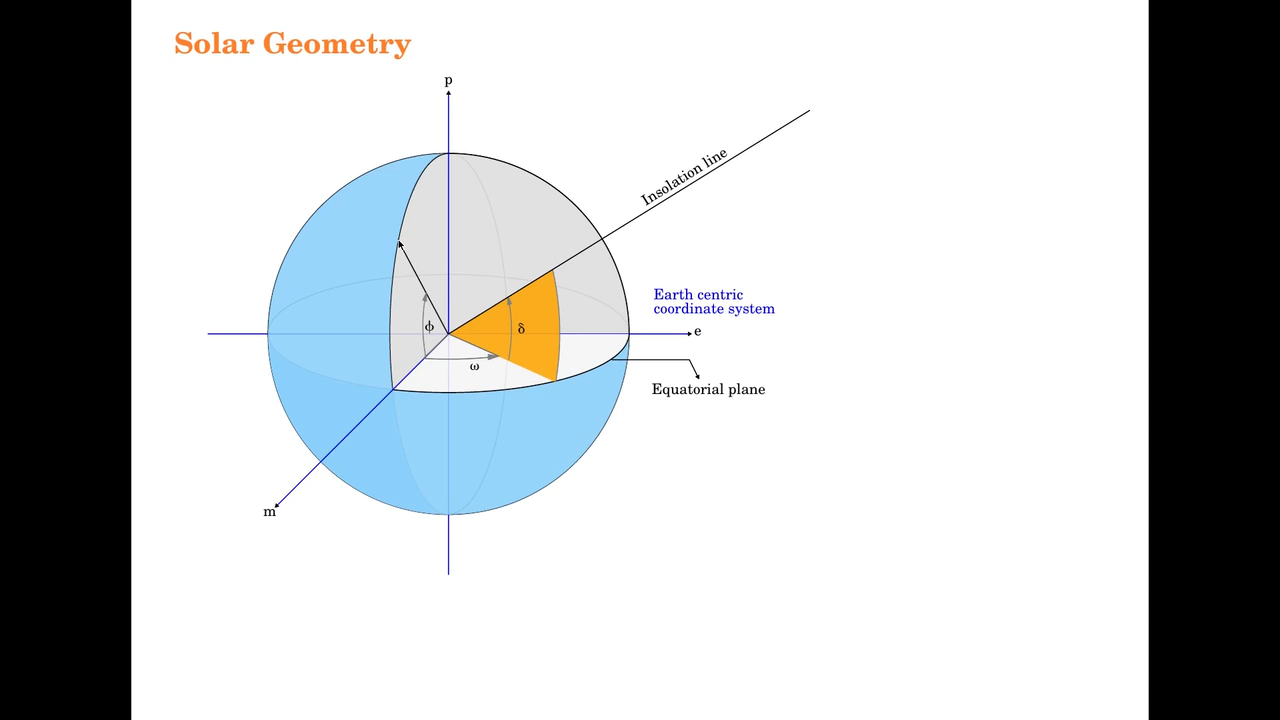 Solar Geometry
p
Insolation line
Earth centric
coordinate system
e
ϕ
δ
ω
Equatorial plane
m